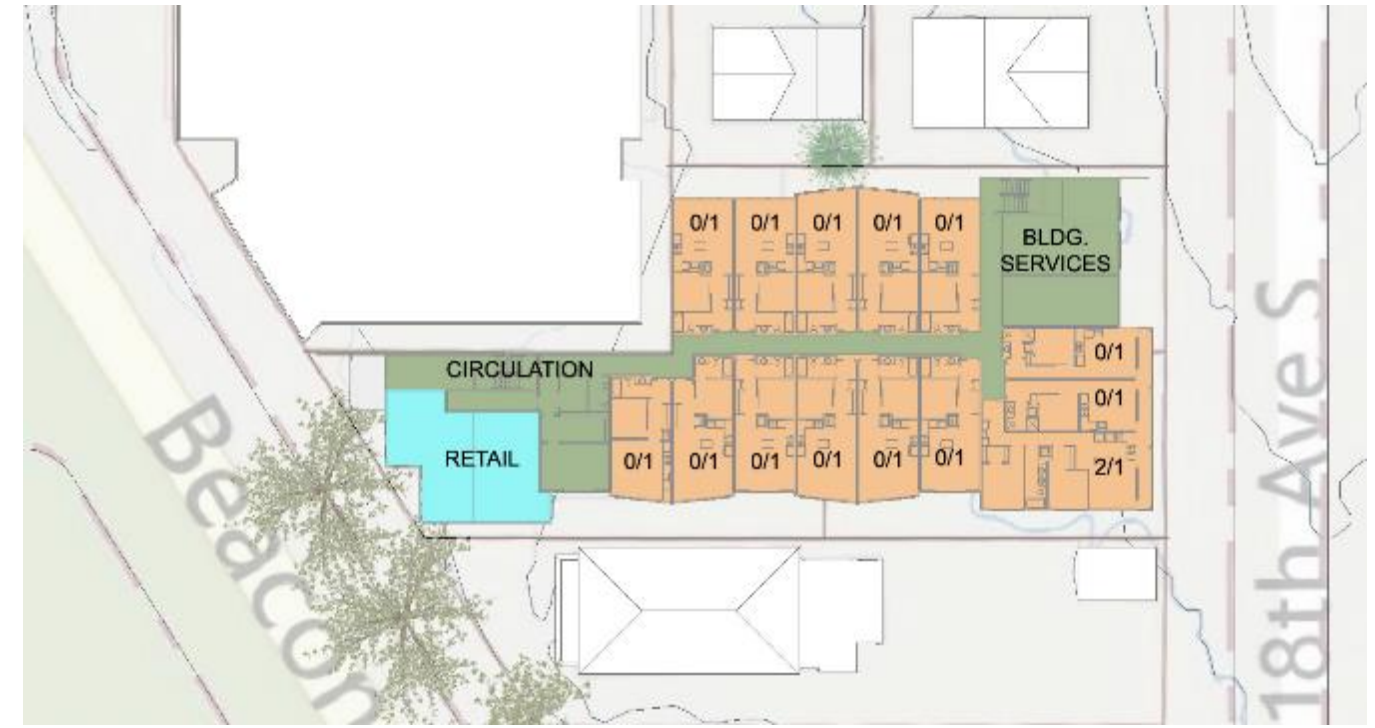 0/1 0/1 0/1 0/1 0/1
BLDG.
SERVICES
CIRCULATION
0/1
0/1
RETAIL
0/1 0/1 0/1 0/1 0/1 0/1
2/1
Beacon
18th Ave S